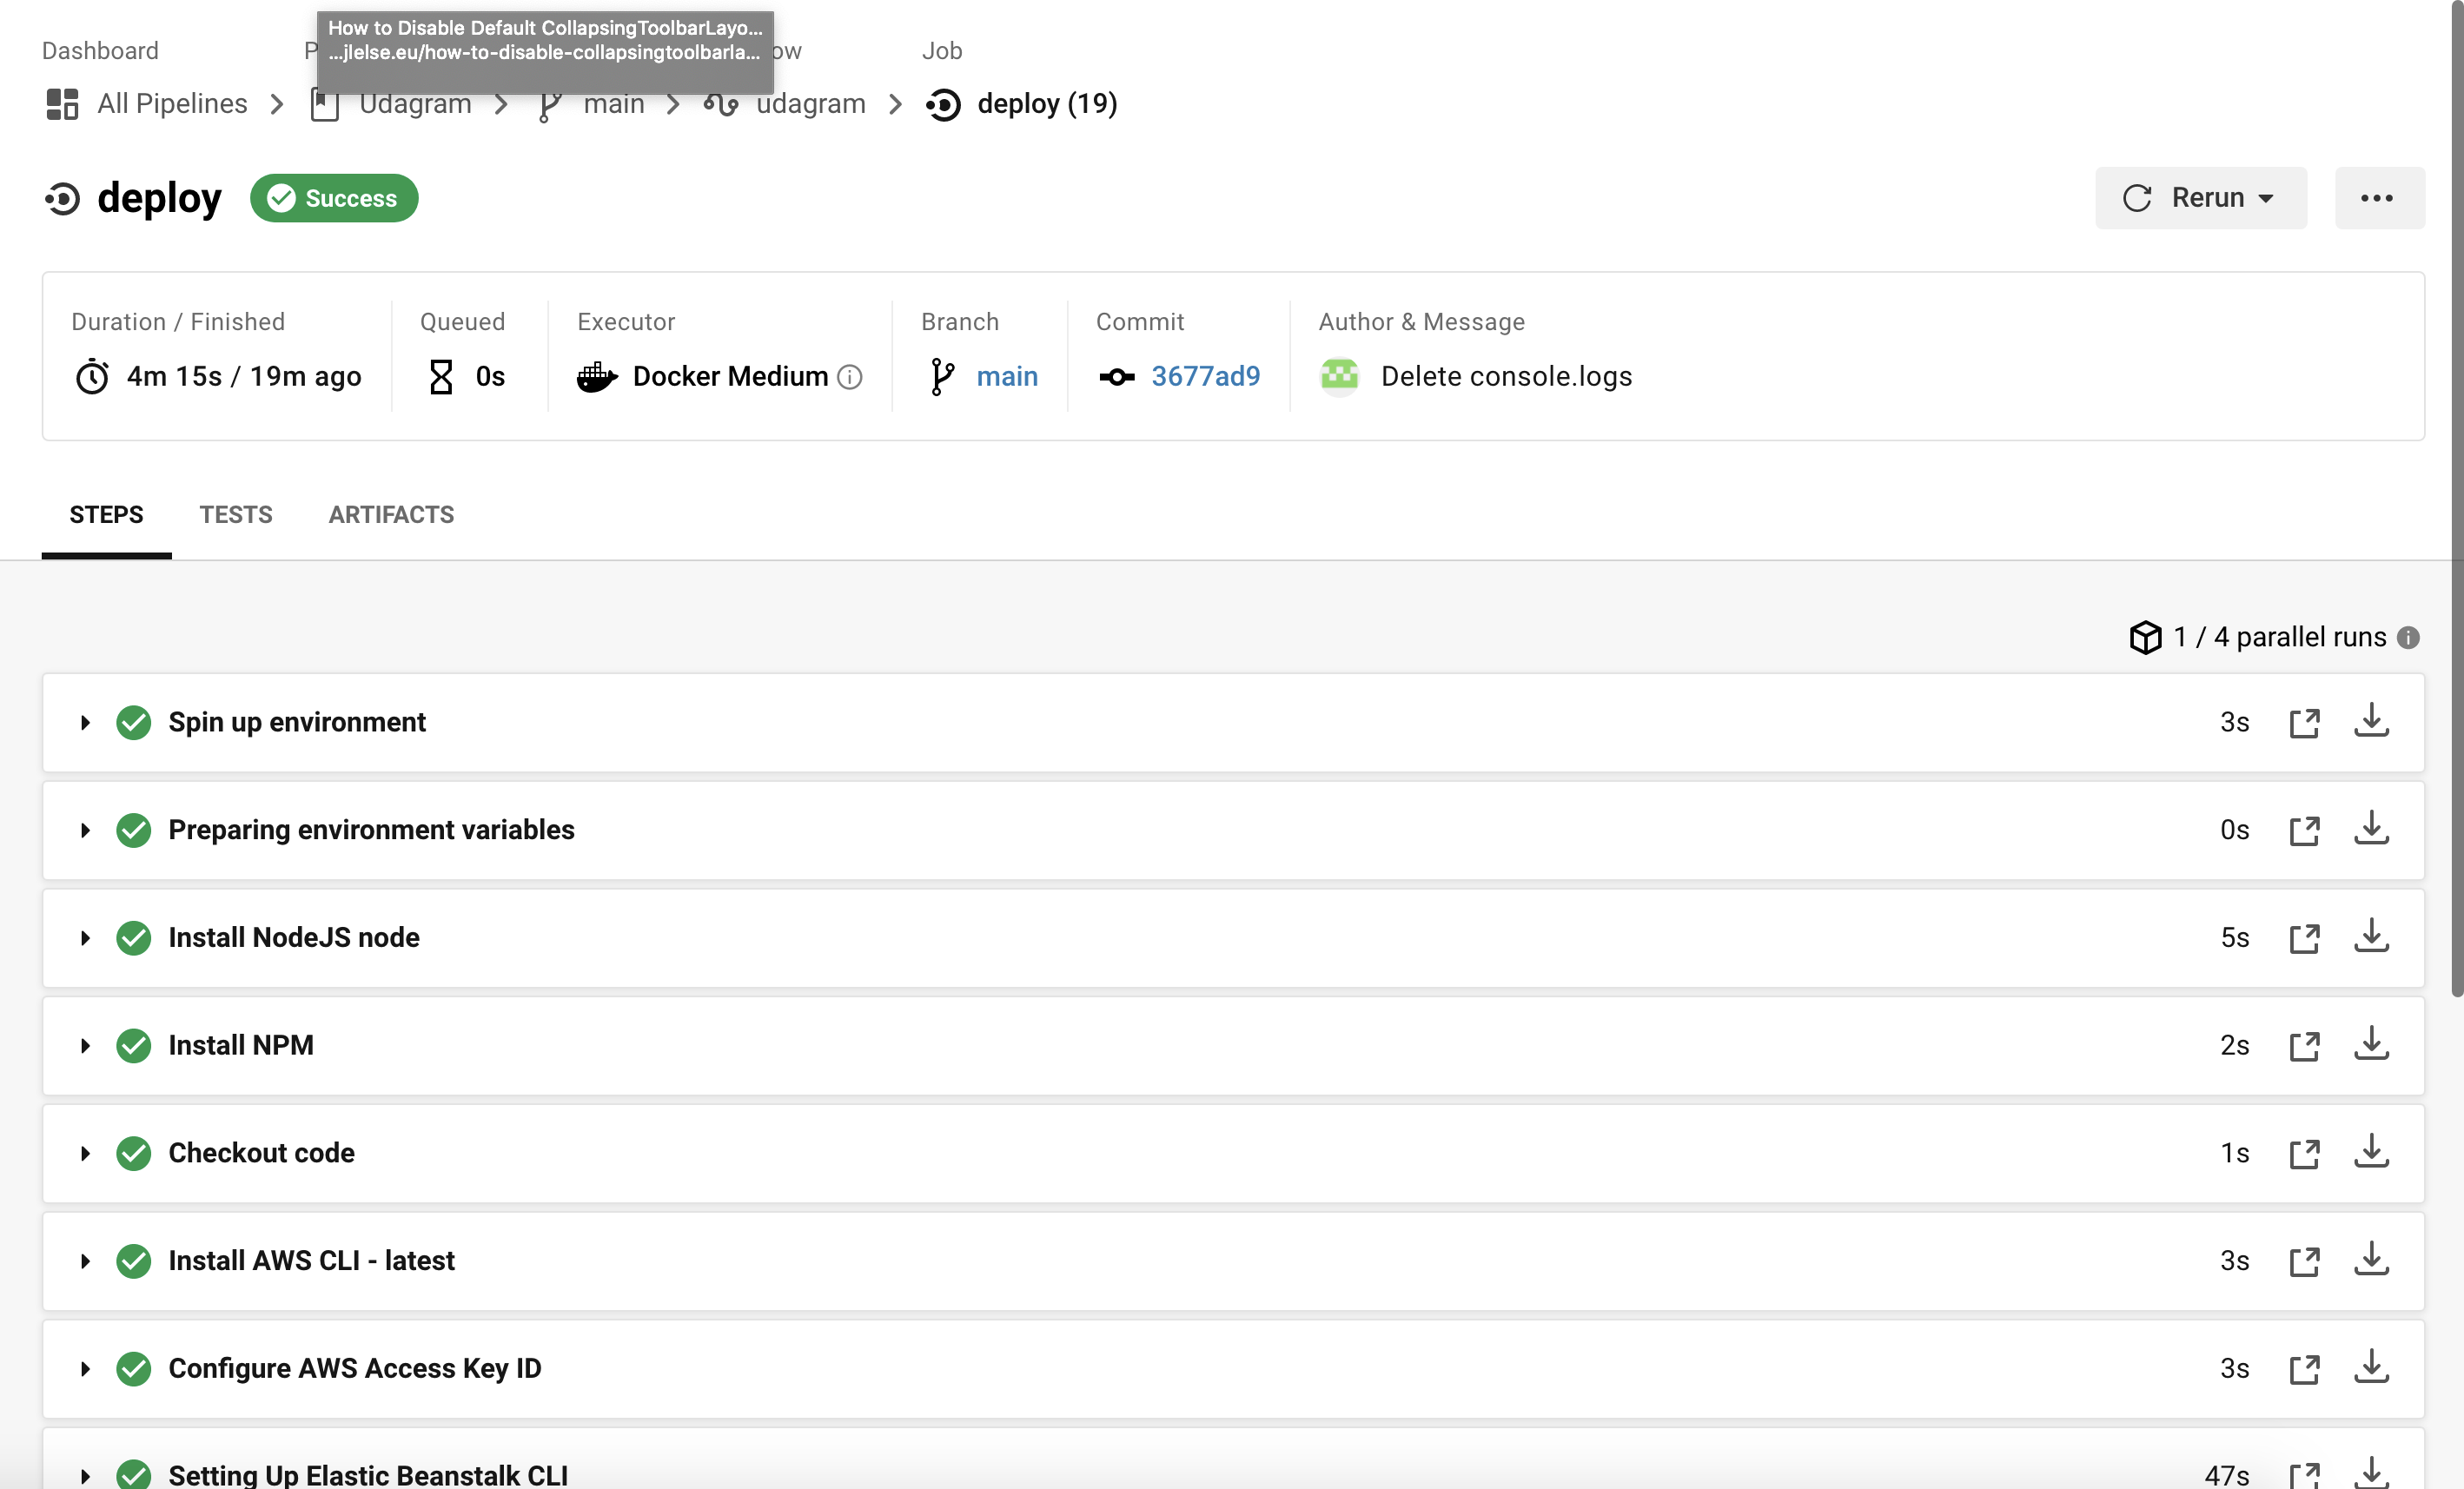 How to Disable Default CollapsingToolbarLayo...
...jlelse.eu/how-to-disable-collapsingtoolbarla...
Dashboard
Job
All Pipelines
Udagram
main
udagram
deploy (19)
deploy
Success
Rerun
Duration / Finished
4m 15s / 19m ago
Queued
0s
Executor
Docker Medium
Branch
main
Commit
3677ad9
Author & Message
Delete console.logs
STEPS
TESTS
ARTIFACTS
1 / 4 parallel runs
Spin up environment
3s
Preparing environment variables
0s
Install NodeJS node
5s
Install NPM
2s
Checkout code
1s
Install AWS CLI - latest
3s
Configure AWS Access Key ID
3s
Setting Up Elastic Beanstalk CLI
47s